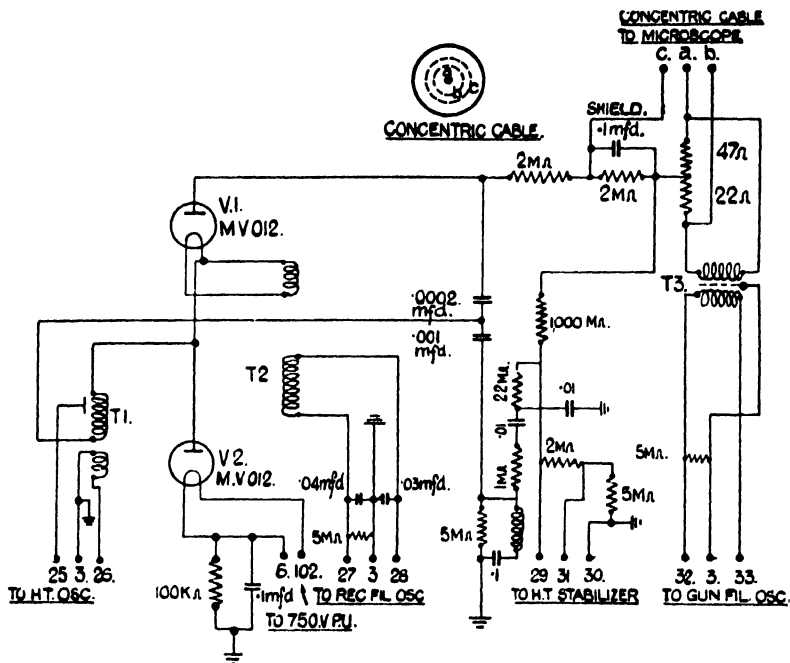 CONCENTRIC CABLE
TO MICROSCOPE
C. a. b.
a
b
c
CONCENTRIC CABLE.
SHIELD.
.1mfd.
2MΩ
2MΩ
47Ω
22Ω
V.1.
MV012.
T3.
.0002.
mfd.
.001
mfd.
1,000 MΩ.
T2
22MΩ.
.01
.01
T1.
V2.
M.V012.
.04mfd
.03mfd.
1MΩ
2MΩ
5MΩ
5MΩ
5MΩ
5MΩ.
.1
100KΩ
.1mfd
25 3. 26.
6. 102.
27 3 28
29 31 30.
32. 3. 33.
TO H.T. OSC.
TO REC FIL OSC
TO 750.V P.U.
TO H.T STABILIZER
TO GUN FIL. OSC.